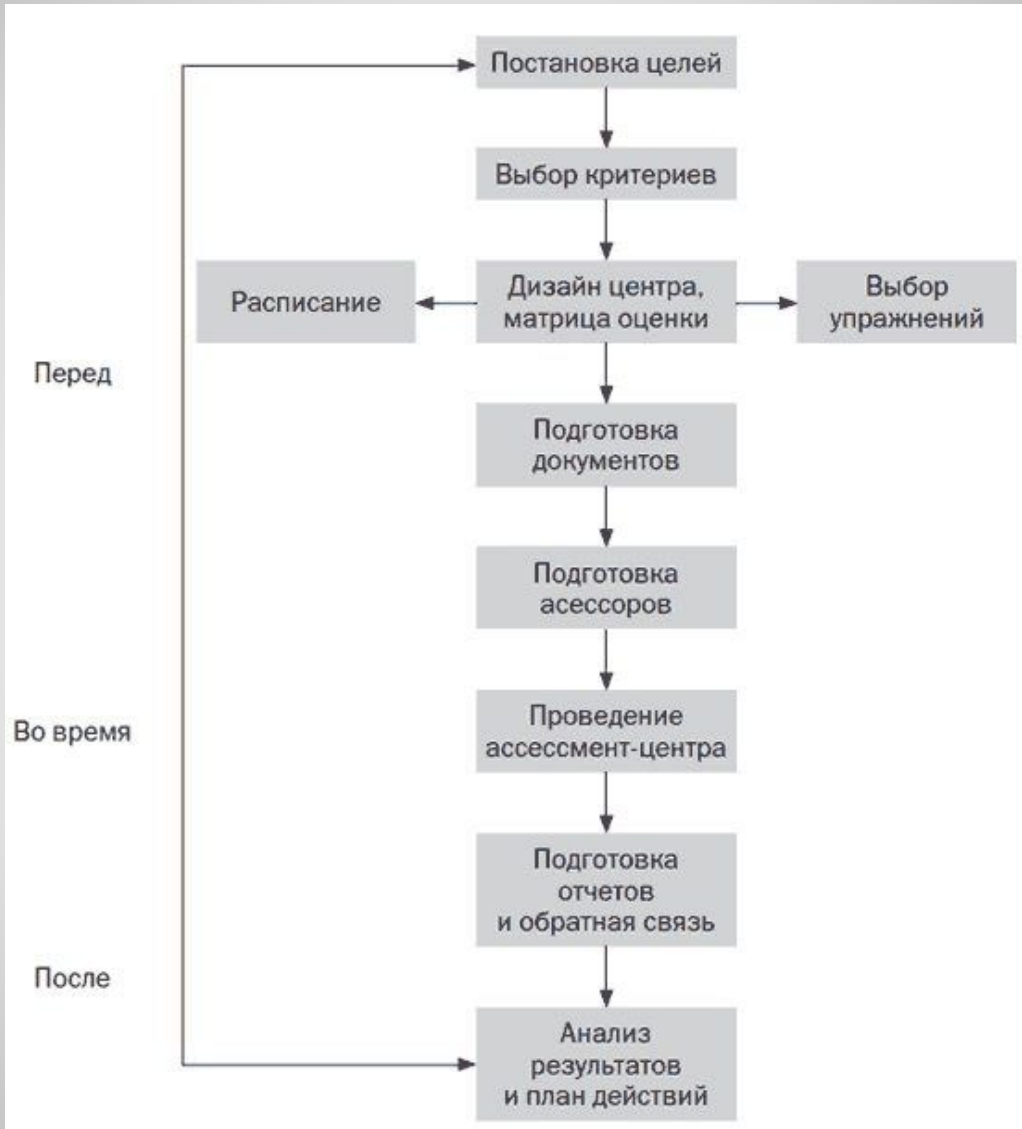 Постановка целей
Выбор критериев
Расписание
Дизайн центра,
матрица оценки
Выбор
упражнений
Перед
Подготовка
документов
Подготовка
асессоров
Во время
Проведение
ассессмент-центра
Подготовка
отчетов
и обратная связь
После
Анализ
результатов
и план действий